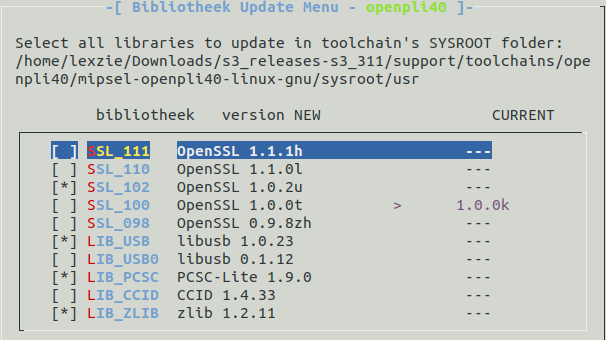 -[ Bibliotheek Update Menu - openpli40 ]-
Select all libraries to update in toolchain's SYSROOT folder:
/home/lexzie/Downloads/s3_releases-s3_311/support/toolchains/ope
npli40/mipsel-openpli40-linux-gnu/sysroot/usr
bibliotheek version NEW CURRENT
[ ] SSL_111 OpenSSL 1.1.1h ---
[ ] SSL_110 OpenSSL 1.1.0l ---
[*] SSL_102 OpenSSL 1.0.2u ---
[ ] SSL_100 OpenSSL 1.0.0t > 1.0.0k
[ ] SSL_098 OpenSSL 0.9.8zh ---
[*] LIB_USB libusb 1.0.23 ---
[ ] LIB_USB0 libusb 0.1.12 ---
[*] LIB_PCSC PCSC-Lite 1.9.0 ---
[ ] LIB_CCID CCID 1.4.33 ---
[*] LIB_ZLIB zlib 1.2.11 ---